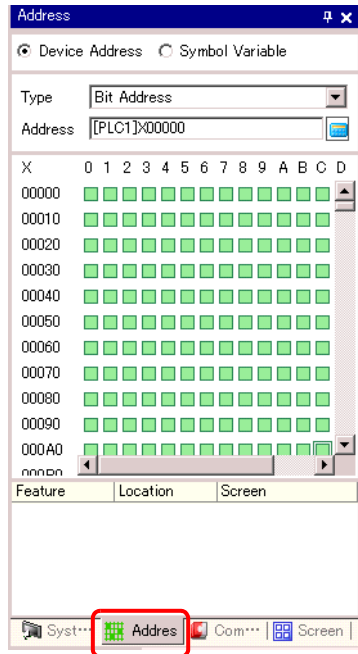 Address
Device Address Symbol Variable
Type Bit Address
Address [PLC1]X00000
X 0 1 2 3 4 5 6 7 8 9 A B C D
00000
00010
00020
00030
00040
00050
00060
00070
00080
00090
000A0
000B0
Feature Location Screen
Syst··· Addres Com··· Screen